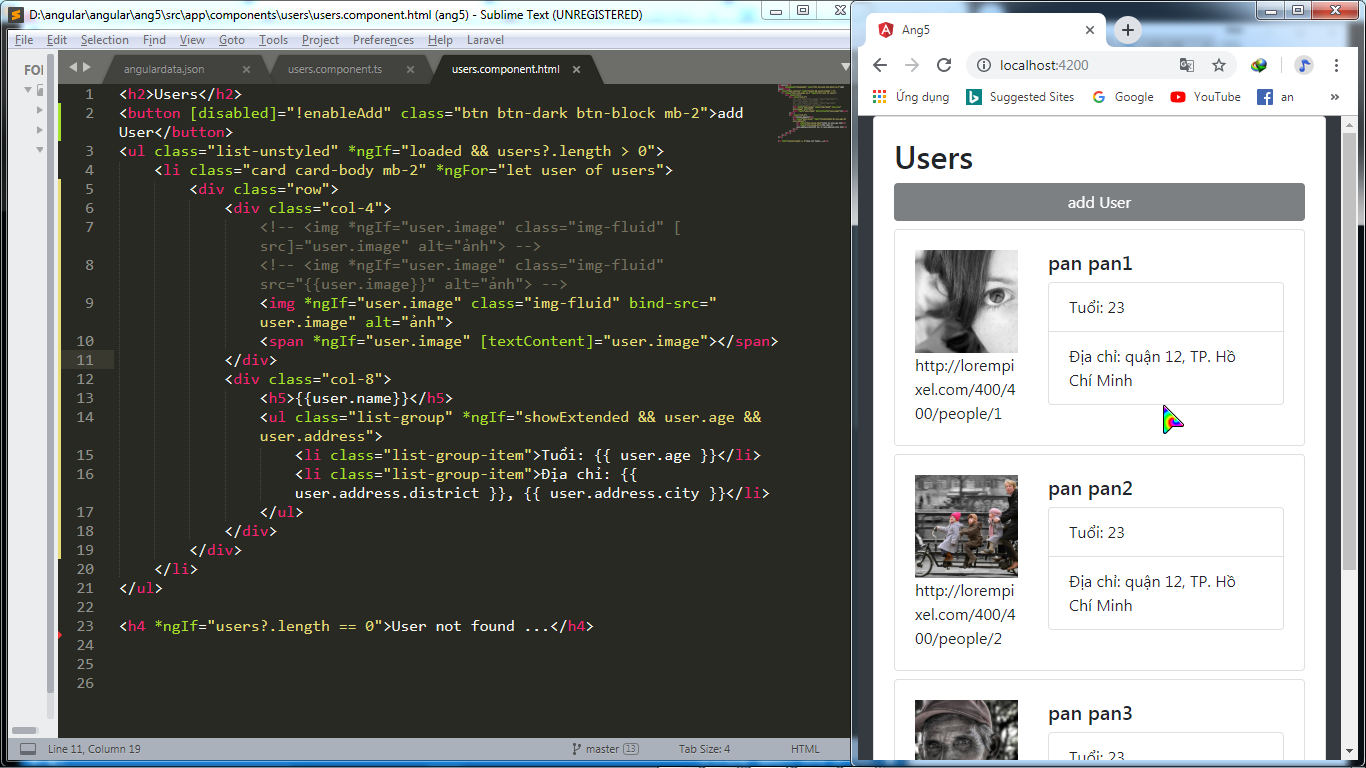 D:\angular\angular\ang5\src\app\components\users\users.component.html (ang5) - Sublime Text (UNREGISTERED)
File Edit Selection Find View Goto Tools Project Preferences Help Laravel
FOI
angulardata.json × users.component.ts × users.component.html ×
1 <h2>Users</h2>
2 <button [disabled]="!enableAdd" class="btn btn-dark btn-block mb-2">add
User</button>
3 <ul class="list-unstyled" *ngIf="loaded && users?.length > 0">
4 <li class="card card-body mb-2" *ngFor="let user of users">
5 <div class="row">
6 <div class="col-4">
7 <!-- <img *ngIf="user.image" class="img-fluid" [
src]="user.image" alt="ảnh"> -->
8 <!-- <img *ngIf="user.image" class="img-fluid"
src="{{user.image}}" alt="ảnh"> -->
9 <img *ngIf="user.image" class="img-fluid" bind-src="
user.image" alt="ảnh">
10 <span *ngIf="user.image" [textContent]="user.image"></span>
11 </div>
12 <div class="col-8">
13 <h5>{{user.name}}</h5>
14 <ul class="list-group" *ngIf="showExtended && user.age &&
user.address">
15 <li class="list-group-item">Tuổi: {{ user.age }}</li>
16 <li class="list-group-item">Địa chỉ: {{
user.address.district }}, {{ user.address.city }}</li>
17 </ul>
18 </div>
19 </div>
20 </li>
21 </ul>
22
23 <h4 *ngIf="users?.length == 0">User not found ...</h4>
24
25
26
Line 11, Column 19 master 13 Tab Size: 4 HTML
Ang5
localhost:4200
Ứng dụng Suggested Sites Google YouTube an »
Users
add User
pan pan1
Tuổi: 23
Địa chỉ: quận 12, TP. Hồ
Chí Minh
http://lorempi
xel.com/400/4
00/people/1
pan pan2
Tuổi: 23
Địa chỉ: quận 12, TP. Hồ
Chí Minh
http://lorempi
xel.com/400/4
00/people/2
pan pan3
Tuổi: 23